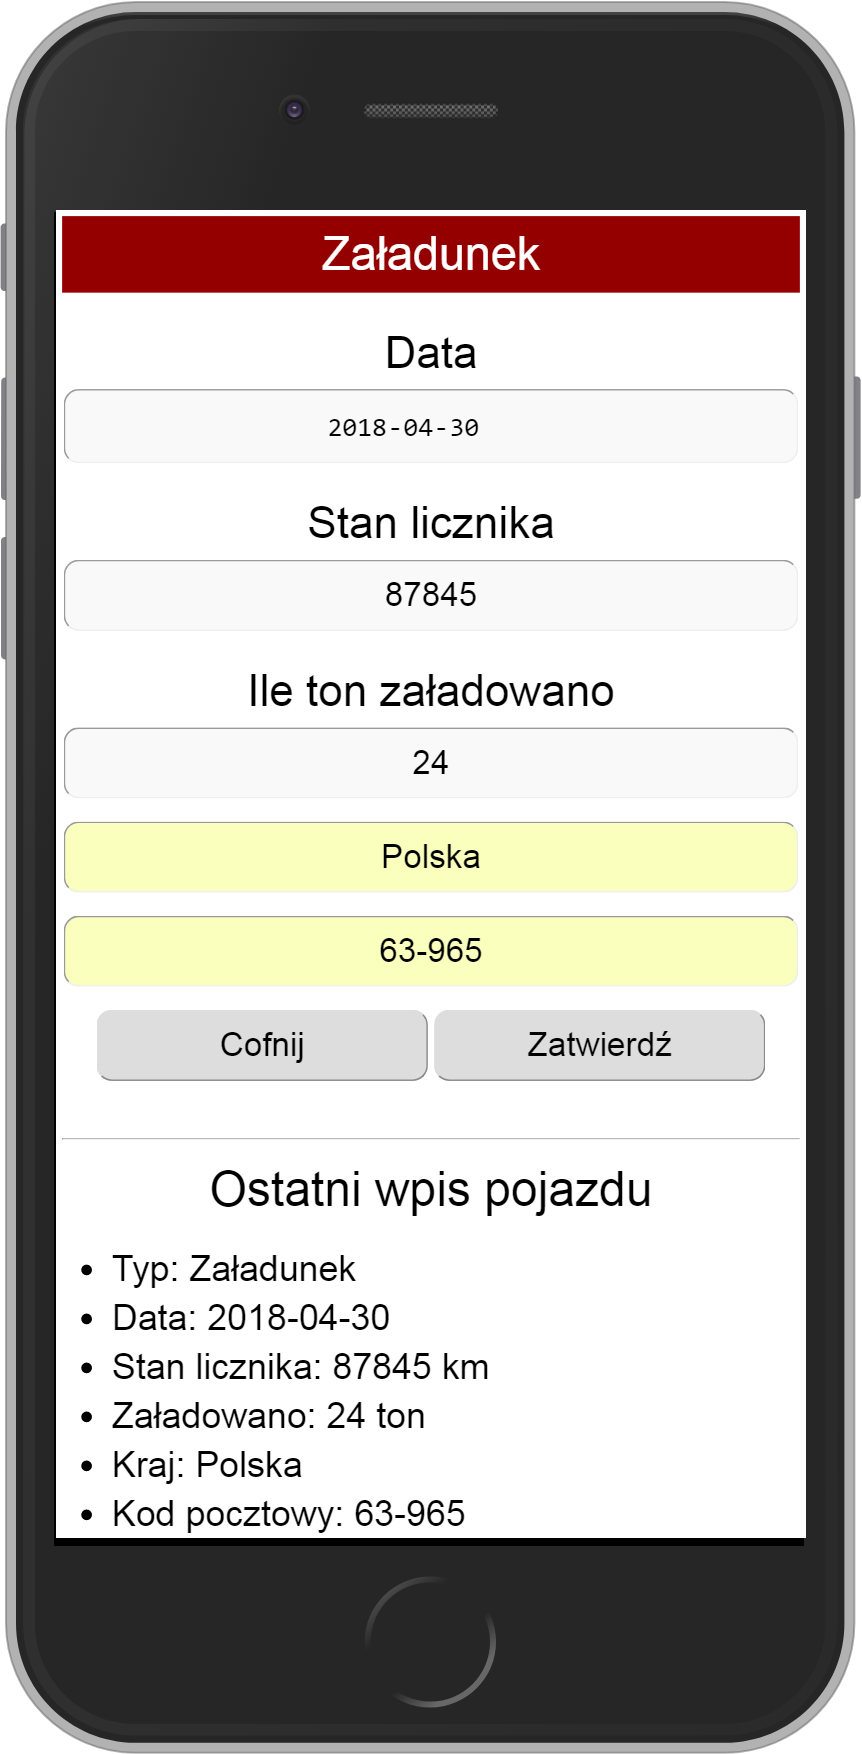 Załadunek
Data
2018-04-30
Stan licznika
87845
Ile ton załadowano
24
Polska
63-965
Cofnij Zatwierdź
Ostatni wpis pojazdu
• Typ: Załadunek
• Data: 2018-04-30
• Stan licznika: 87845 km
• Załadowano: 24 ton
• Kraj: Polska
• Kod pocztowy: 63-965